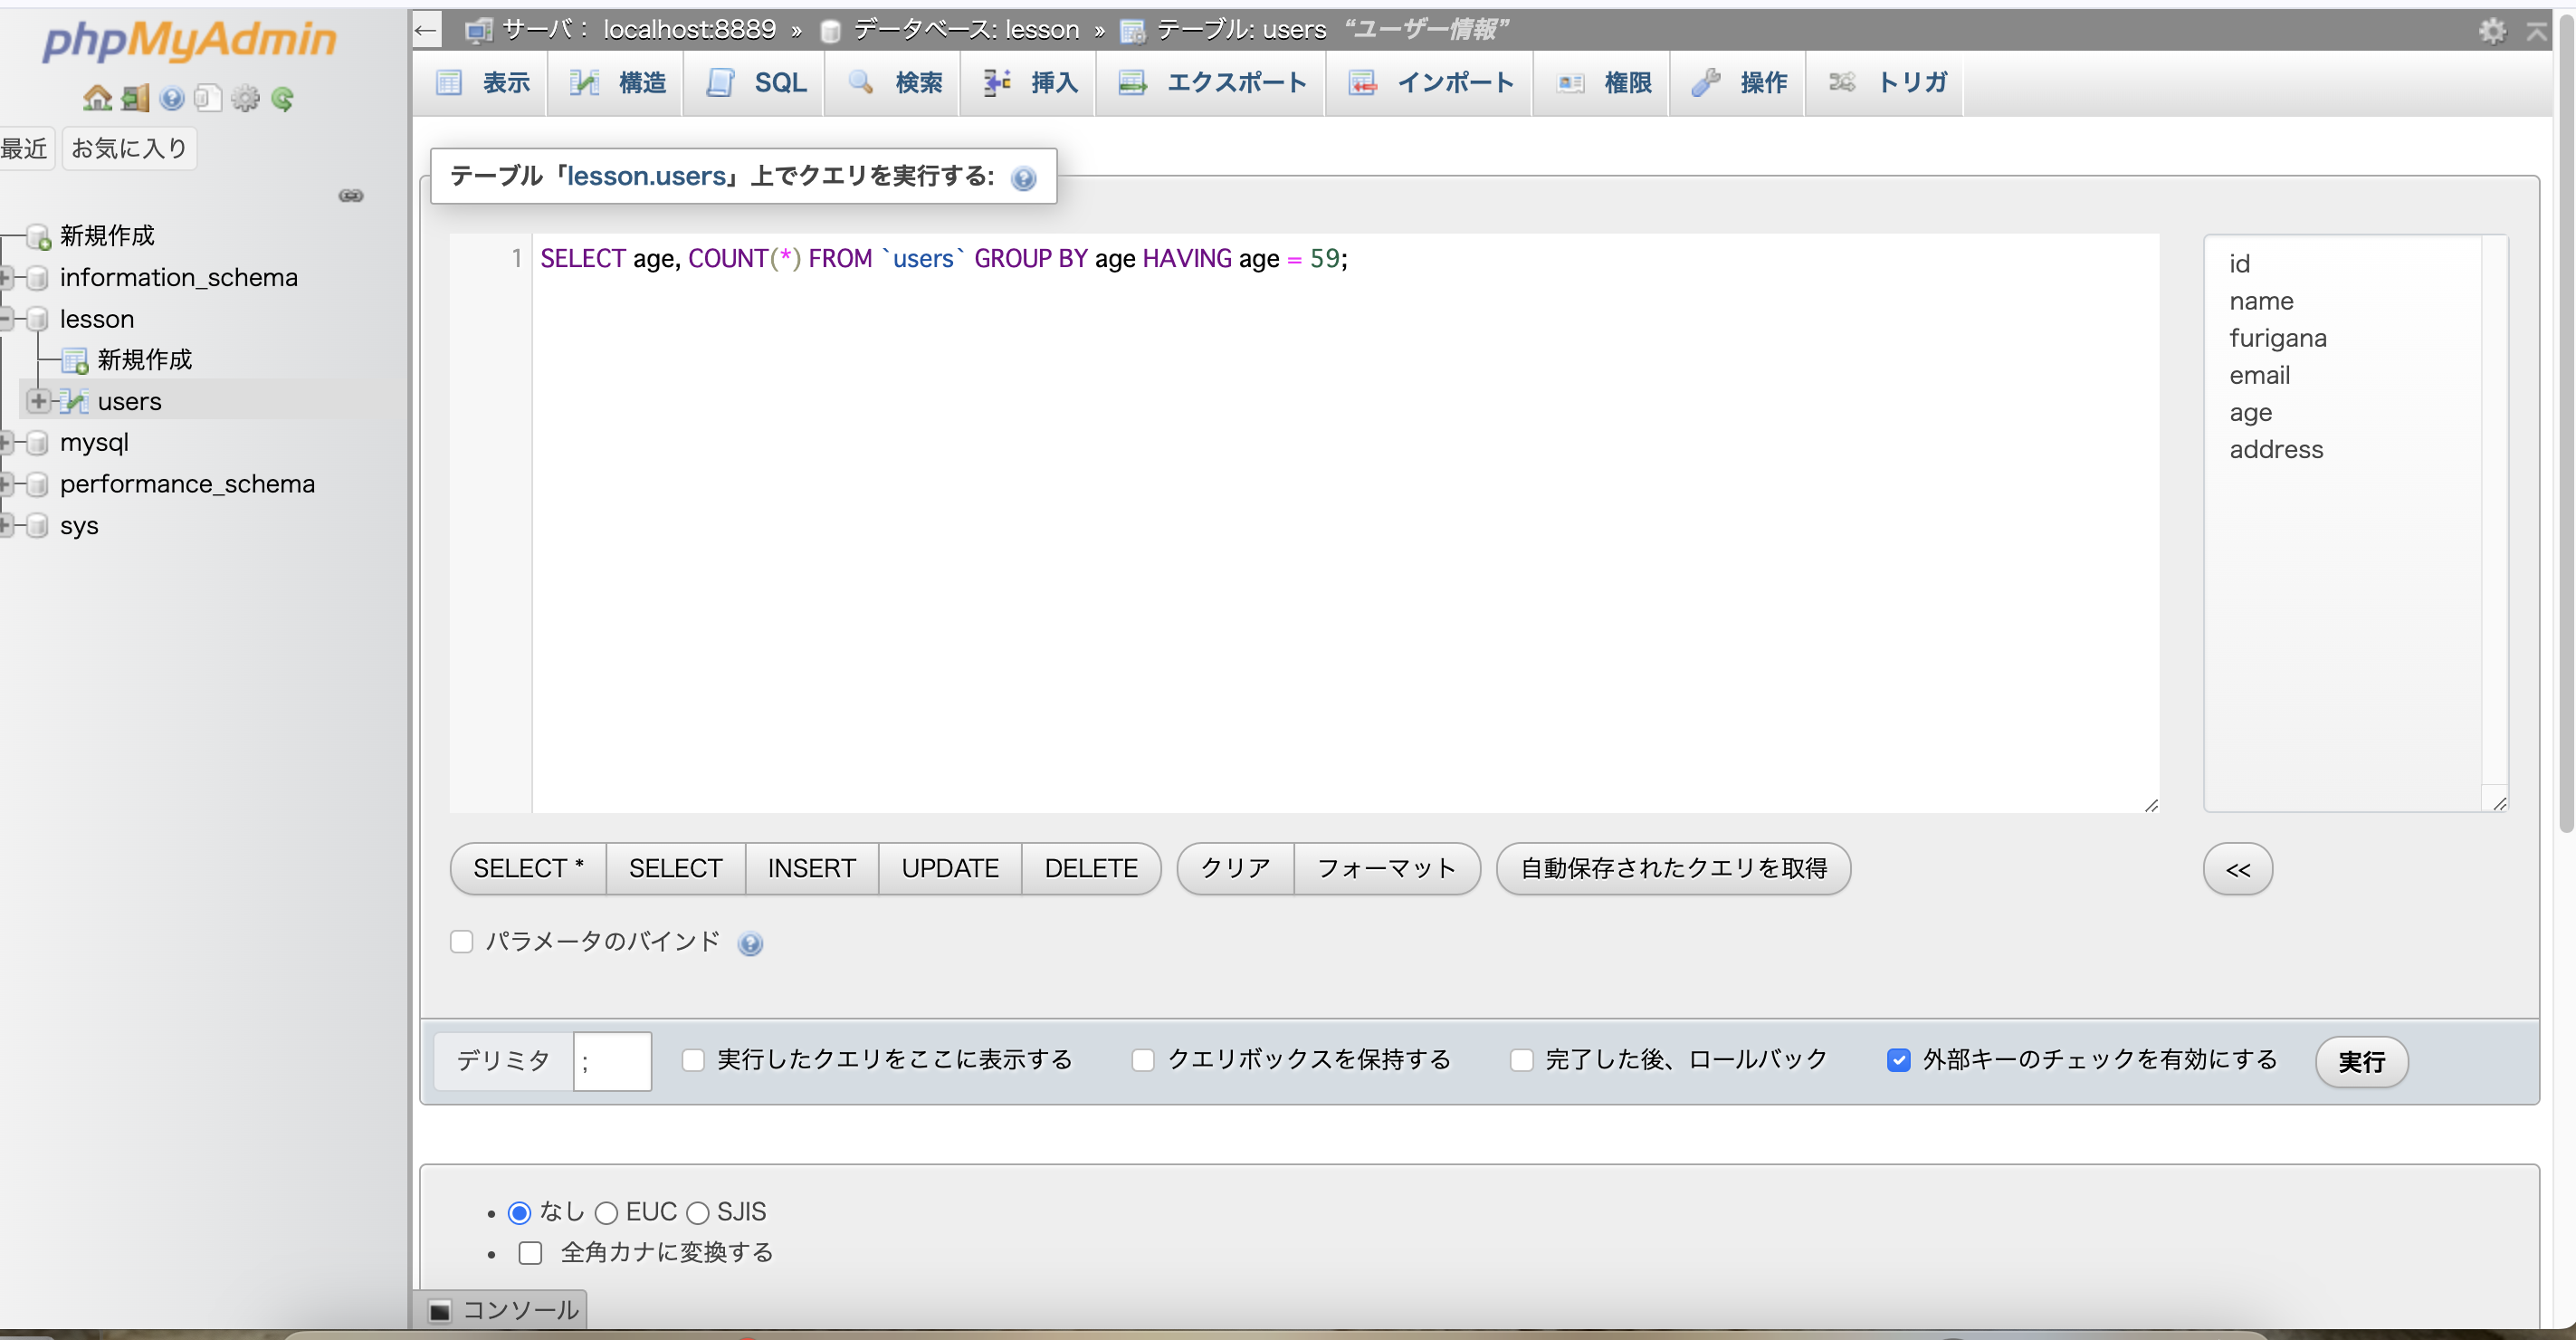 phpMyAdmin
最近 お気に入り
新規作成
information_schema
lesson
新規作成
users
mysql
performance_schema
sys
サーバ： localhost:8889 » データベース: lesson » テーブル: users “ユーザー情報”
表示 構造 SQL 検索 挿入 エクスポート インポート 権限 操作 トリガ
テーブル「lesson.users」上でクエリを実行する:
1 SELECT age, COUNT(*) FROM `users` GROUP BY age HAVING age = 59;
id
name
furigana
email
age
address
SELECT * SELECT INSERT UPDATE DELETE クリア フォーマット 自動保存されたクエリを取得 <<
パラメータのバインド
デリミタ ; 実行したクエリをここに表示する クエリボックスを保持する 完了した後、ロールバック 外部キーのチェックを有効にする 実行
• なし EUC SJIS
• 全角カナに変換する
コンソール